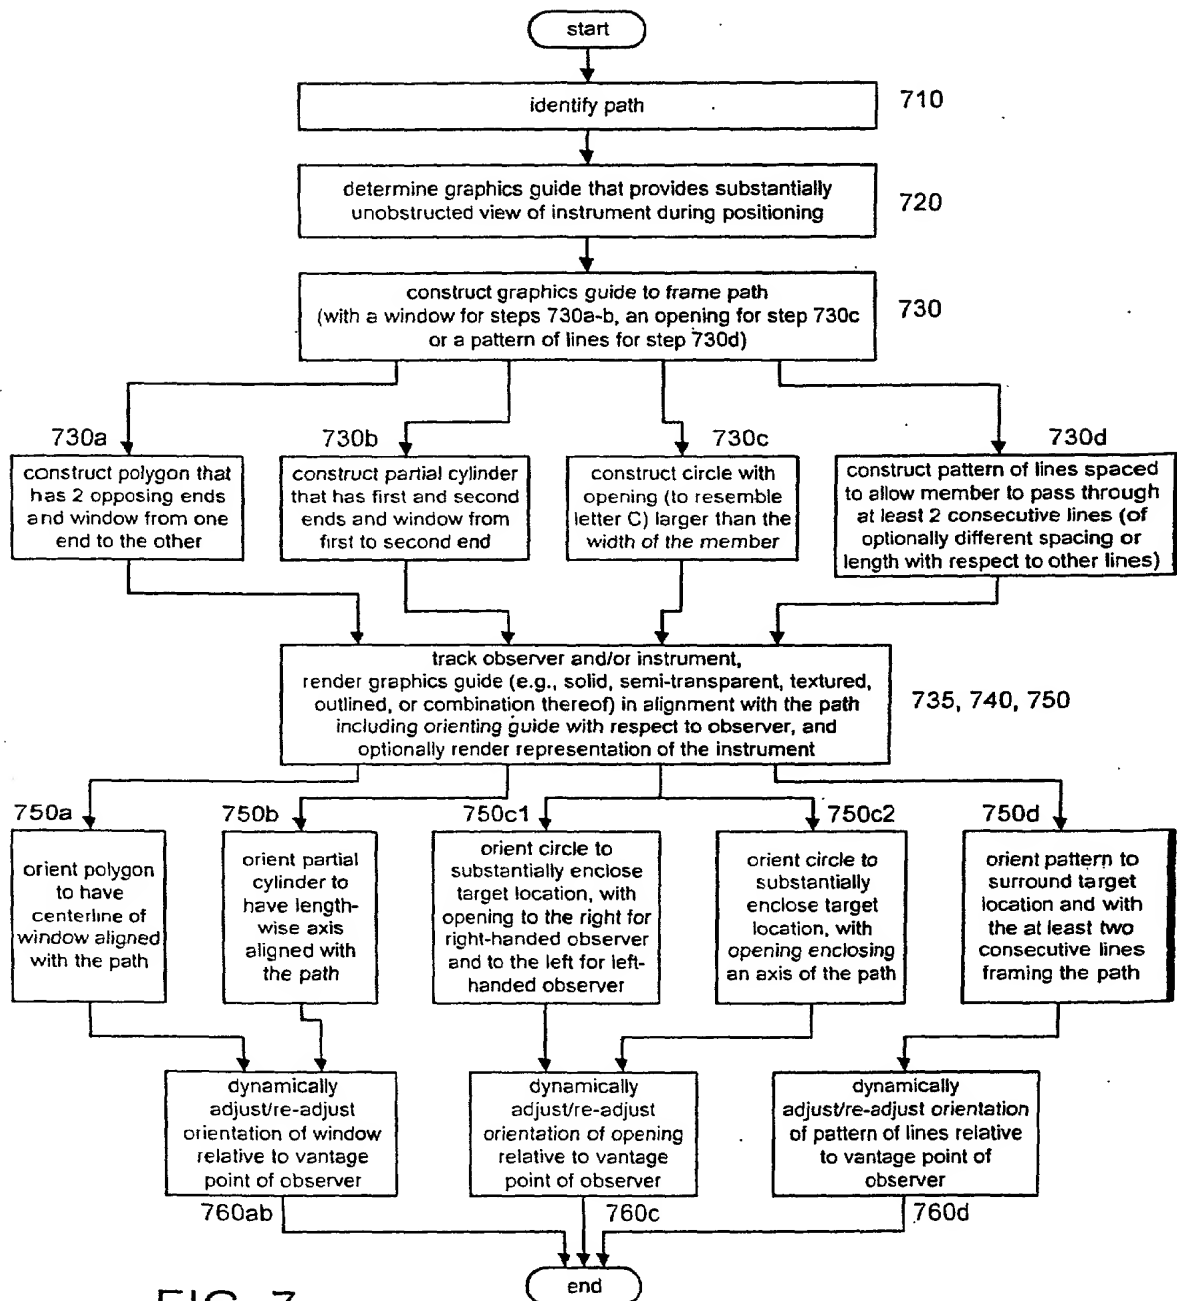 start
identify path
710
determine graphics guide that provides substantially
unobstructed view of instrument during positioning
720
construct graphics guide to frame path
(with a window for steps 730a-b, an opening for step 730c
or a pattern of lines for step 730d)
730
730a
construct polygon that
has 2 opposing ends
and window from one
end to the other
730b
construct partial cylinder
that has first and second
ends and window from
first to second end
730c
construct circle with
opening (to resemble
letter C) larger than the
width of the member
730d
construct pattern of lines spaced
to allow member to pass through
at least 2 consecutive lines (of
optionally different spacing or
length with respect to other lines)
track observer and/or instrument,
render graphics guide (e.g., solid, semi-transparent, textured,
outlined, or combination thereof) in alignment with the path
including orienting guide with respect to observer, and
optionally render representation of the instrument
735, 740, 750
750a
orient polygon
to have
centerline of
window aligned
with the path
750b
orient partial
cylinder to
have length-
wise axis
aligned with
the path
750c1
orient circle to
substantially enclose
target location, with
opening to the right for
right-handed observer
and to the left for left-
handed observer
750c2
orient circle to
substantially
enclose target
location, with
opening enclosing
an axis of the path
750d
orient pattern to
surround target
location and with
the at least two
consecutive lines
framing the path
dynamically
adjust/re-adjust
orientation of window
relative to vantage
point of observer
760ab
dynamically
adjust/re-adjust
orientation of opening
relative to vantage
point of observer
760c
dynamically
adjust/re-adjust orientation
of pattern of lines relative
to vantage point of
observer
760d
end
FIG. 7